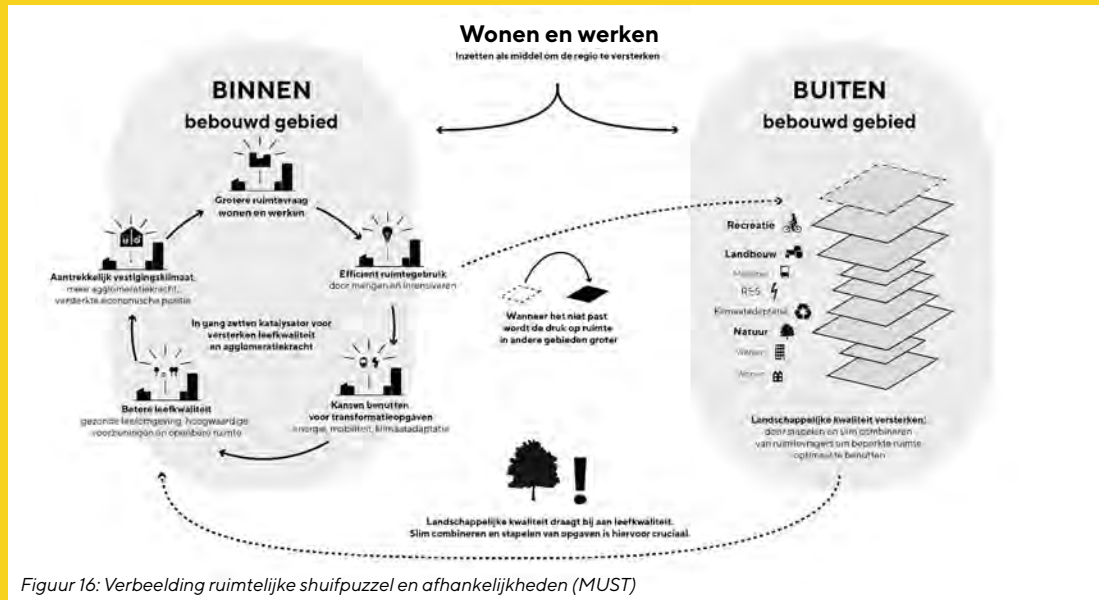 Wonen en werken
Inzetten als middel om de regio te versterken
BINNEN
bebouwd gebied
Grotere ruimtevraag
wonen en werken
Efficient ruimtegebruik
door mengen en intensiveren
Kansen benutten
voor transformatieopgaven
energie, mobiliteit, klimaatadaptatie
Betere leefkwaliteit
gezonde leefomgeving, hoogwaardige
voorzieningen en openbare ruimte
Aantrekkelijk vestigingsklimaat,
meer agglomeratiekracht,
versterkte economische positie
In gang zetten katalysator voor
versterken leefkwaliteit
en agglomeratiekracht
Wanneer het niet past
wordt de druk op ruimte
in andere gebieden groter
BUITEN
bebouwd gebied
Recreatie
Landbouw
Mobiliteit
RES
Klimaatadaptatie
Natuur
Werken
Wonen
Landschappelijke kwaliteit versterken,
door stapelen en slim combineren
van ruimtevragers om beperkte ruimte
optimaal te benutten
Landschappelijke kwaliteit draagt bij aan leefkwaliteit.
Slim combineren en stapelen van opgaven is hiervoor cruciaal.
Figuur 16: Verbeelding ruimtelijke shuifpuzzel en afhankelijkheden (MUST)